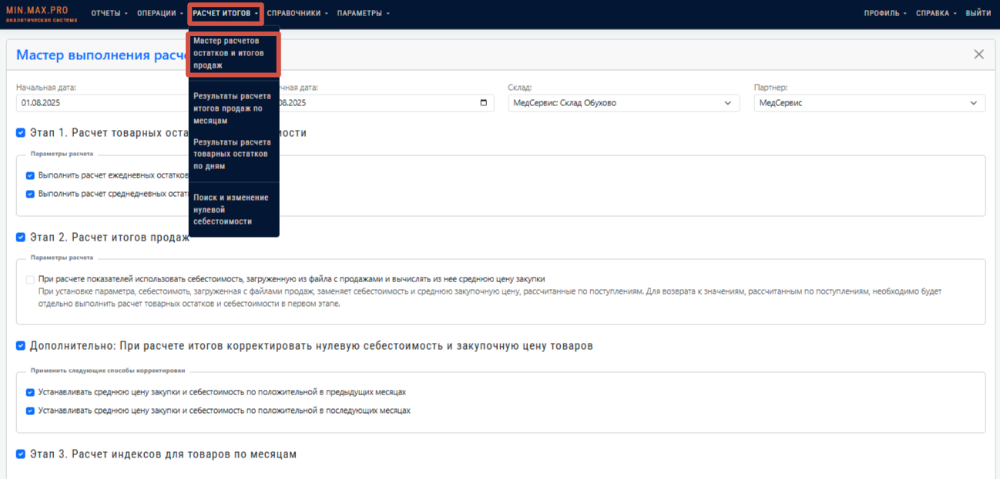 MIN.MAX.PRO
аналитическая система
ОТЧЕТЫ
ОПЕРАЦИИ
РАСЧЕТ ИТОГОВ
СПРАВОЧНИКИ
ПАРАМЕТРЫ
ПРОФИЛЬ
СПРАВКА
ВЫЙТИ
Мастер расчетов
остатков и итогов
продаж
Результаты расчета
итогов продаж по
месяцам
Результаты расчета
товарных остатков
по дням
Поиск и изменение
нулевой
себестоимости
Мастер выполнения расче
Начальная дата:
чная дата:
Склад:
Партнер:
01.08.2025
08.2025
МедСервис: Склад Обухово
МедСервис
Этап 1. Расчет товарных оста
ости
Параметры расчета
Выполнить расчет ежедневных остатков
Выполнить расчет среднедневных остат
Этап 2. Расчет итогов продаж
Параметры расчета
При расчете показателей использовать себестоимость, загруженную из файла с продажами и вычислять из нее среднюю цену закупки
При установке параметра, себестоимоть, загруженная с файлами продаж, заменяет себестоимость и среднюю закупочную цену, рассчитанные по поступлениям. Для возврата к значениям, рассчитанным по поступлениям, необходимо будет
отдельно выполнить расчет товарных остатков и себестоимости в первом этапе.
Дополнительно: При расчете итогов корректировать нулевую себестоимость и закупочную цену товаров
Применить следующие способы корректировки
Устанавливать среднюю цену закупки и себестоимость по положительной в предыдущих месяцах
Устанавливать среднюю цену закупки и себестоимость по положительной в последующих месяцах
Этап 3. Расчет индексов для товаров по месяцам